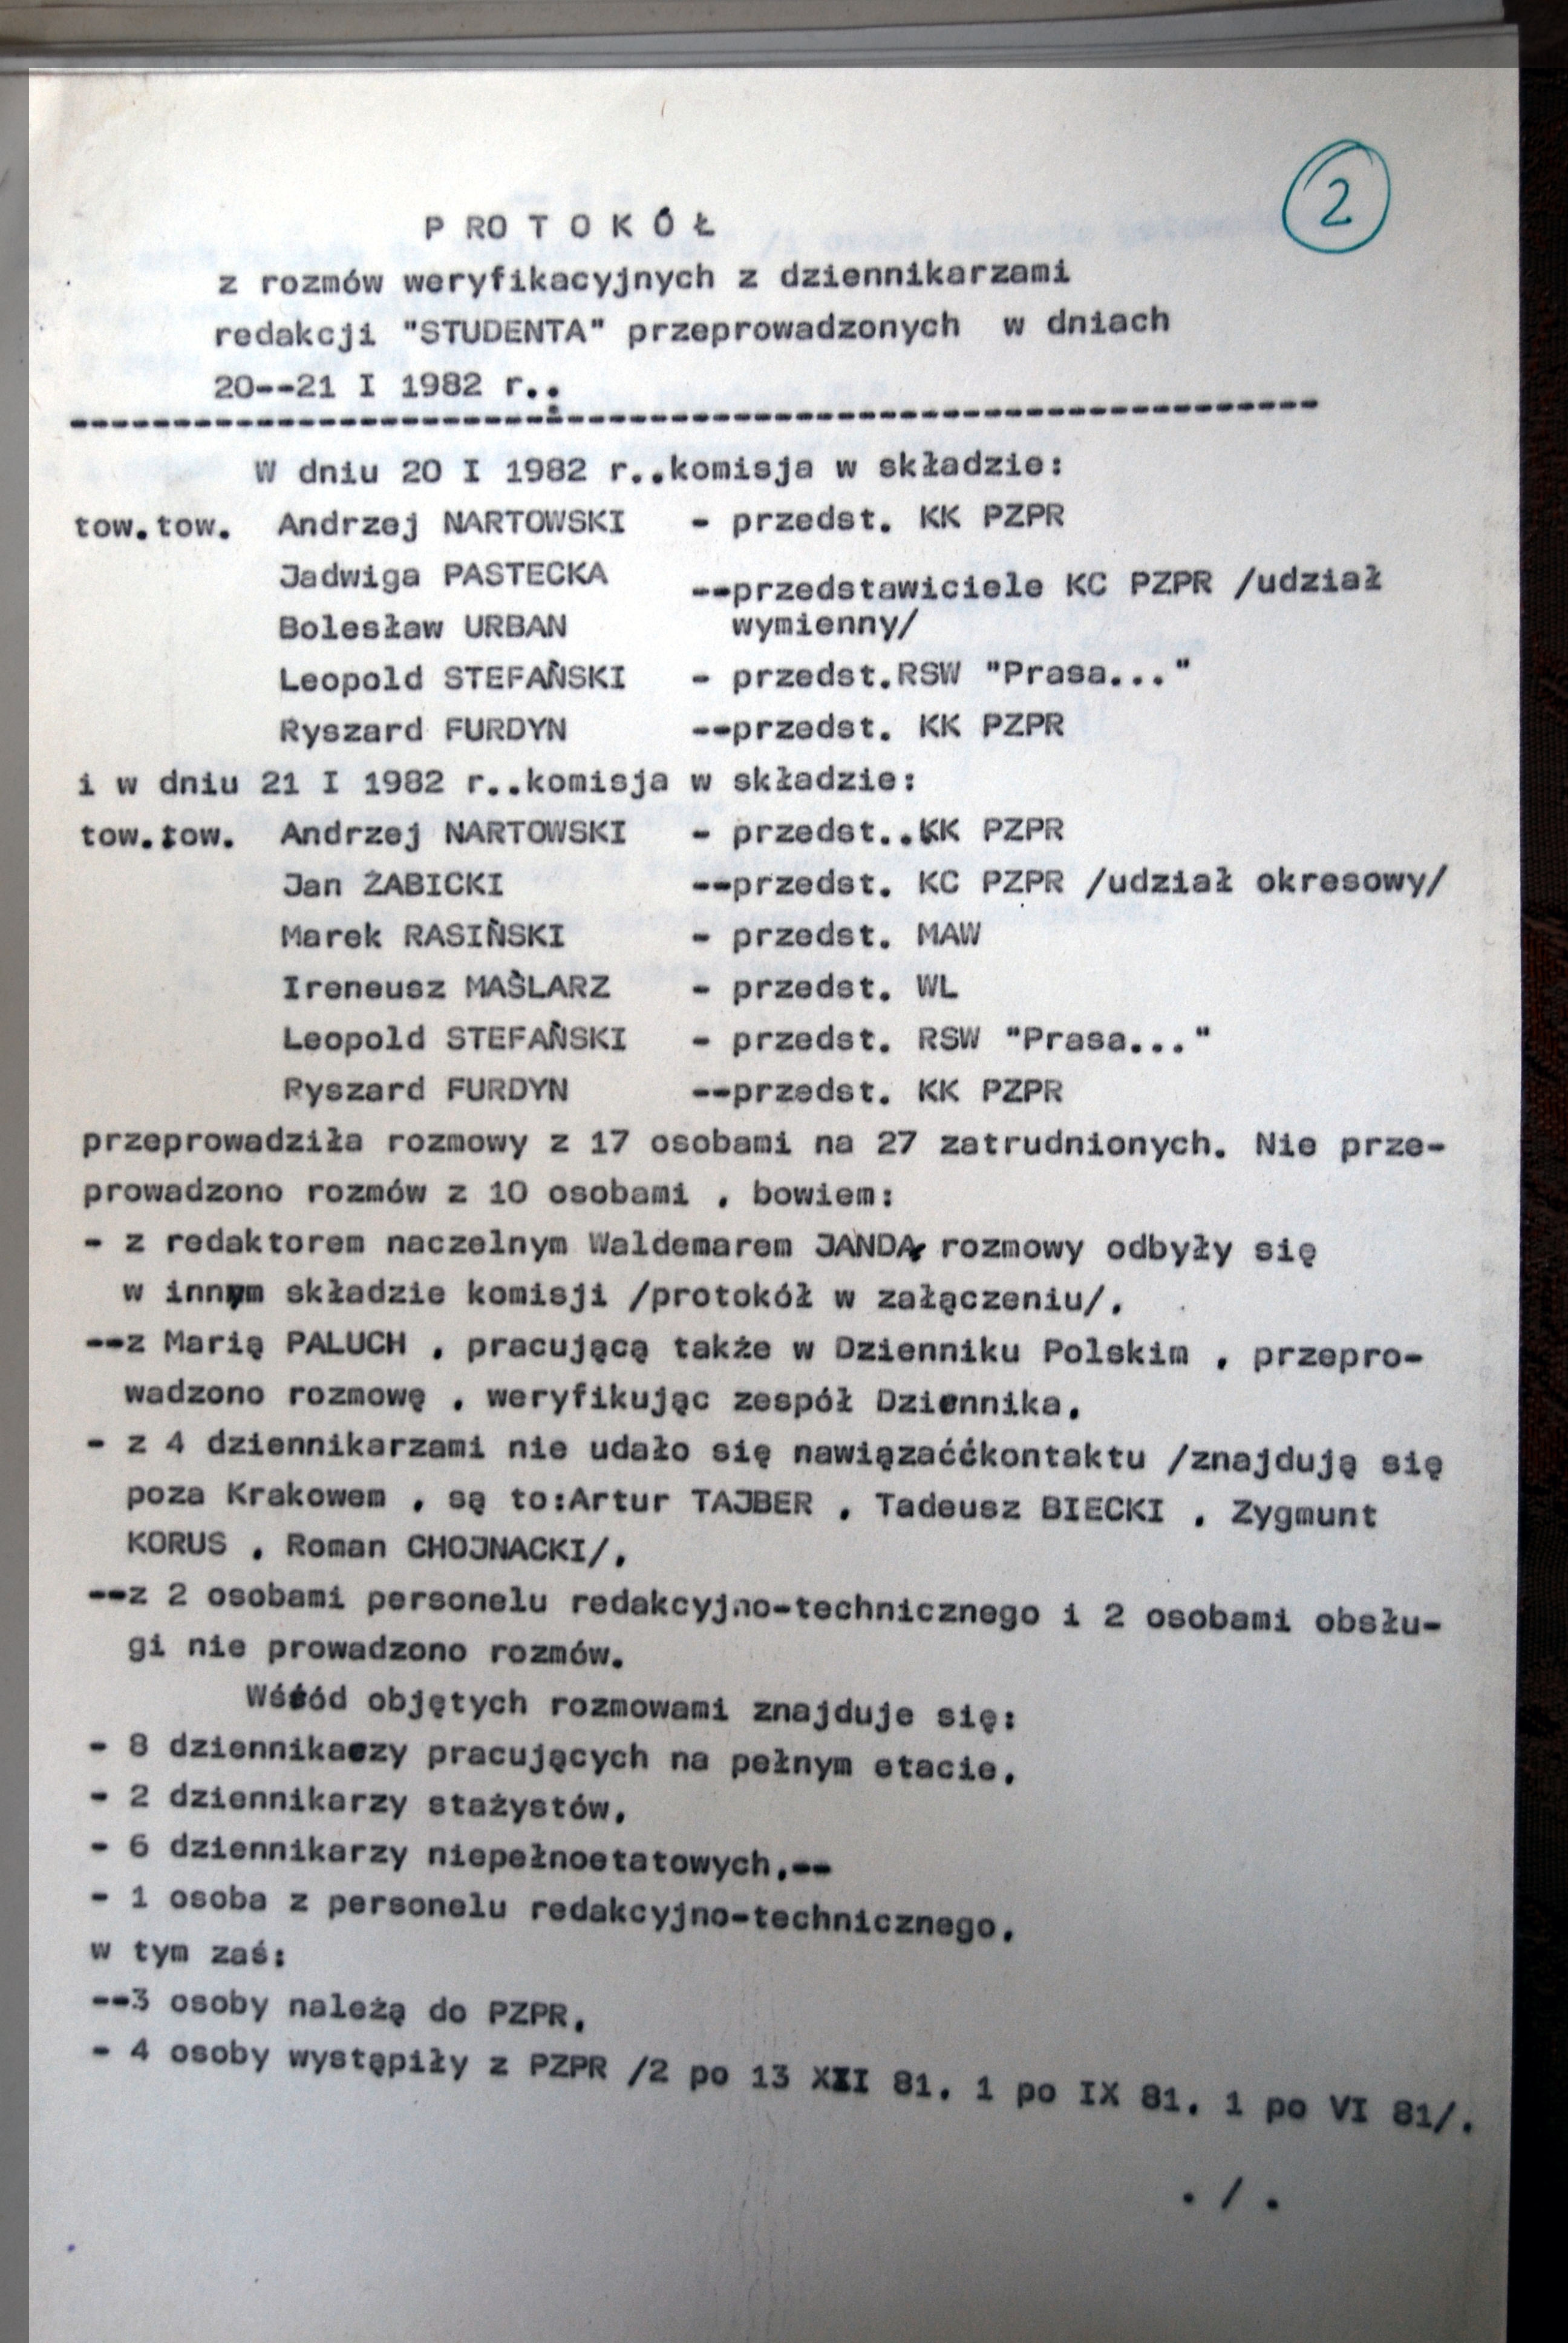 2
P RO T O K Ó Ł
z rozmów weryfikacyjnych z dziennikarzami
redakcji "STUDENTA" przeprowadzonych w dniach
20--21 I 1982 r..
W dniu 20 I 1982 r..komisja w składzie:
tow.tow. Andrzej NARTOWSKI - przedst. KK PZPR
Jadwiga PASTECKA
--przedstawiciele KC PZPR /udział
Bolesław URBAN wymienny/
Leopold STEFAŃSKI - przedst.RSW "Prasa..."
Ryszard FURDYN --przedst. KK PZPR
i w dniu 21 I 1982 r..komisja w składzie:
tow.tow. Andrzej NARTOWSKI - przedst..KK PZPR
Jan ŻABICKI --przedst. KC PZPR /udział okresowy/
Marek RASIŃSKI - przedst. MAW
Ireneusz MAŚLARZ - przedst. WL
Leopold STEFAŃSKI - przedst. RSW "Prasa..."
Ryszard FURDYN --przedst. KK PZPR
przeprowadziła rozmowy z 17 osobami na 27 zatrudnionych. Nie prze-
prowadzono rozmów z 10 osobami , bowiem:
- z redaktorem naczelnym Waldemarem JANDĄ rozmowy odbyły się
w innym składzie komisji /protokół w załączeniu/,
--z Marią PALUCH , pracującą także w Dzienniku Polskim , przepro-
wadzono rozmowę , weryfikując zespół Dziennika,
- z 4 dziennikarzami nie udało się nawiązaććkontaktu /znajdują się
poza Krakowem , są to:Artur TAJBER , Tadeusz BIECKI , Zygmunt
KORUS , Roman CHOJNACKI/,
--z 2 osobami personelu redakcyjno-technicznego i 2 osobami obsłu-
gi nie prowadzono rozmów.
Wśród objętych rozmowami znajduje się:
- 8 dziennikarzy pracujących na pełnym etacie,
- 2 dziennikarzy stażystów,
- 6 dziennikarzy niepełnoetatowych,--
- 1 osoba z personelu redakcyjno-technicznego,
w tym zaś:
--3 osoby należą do PZPR,
- 4 osoby wystąpiły z PZPR /2 po 13 XII 81, 1 po IX 81, 1 po VI 81/.
. / .